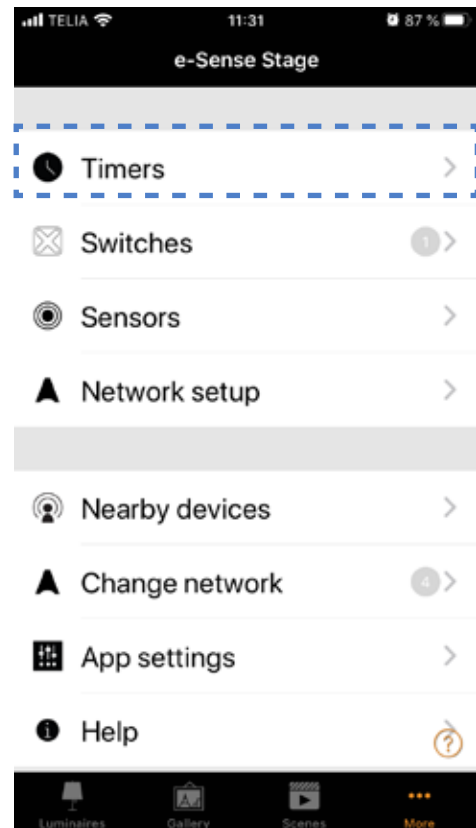 TELIA 11:31 87 %
e-Sense Stage
Timers
Switches 1
Sensors
Network setup
Nearby devices
Change network 4
App settings
Help ?
Luminaires Gallery Scenes More